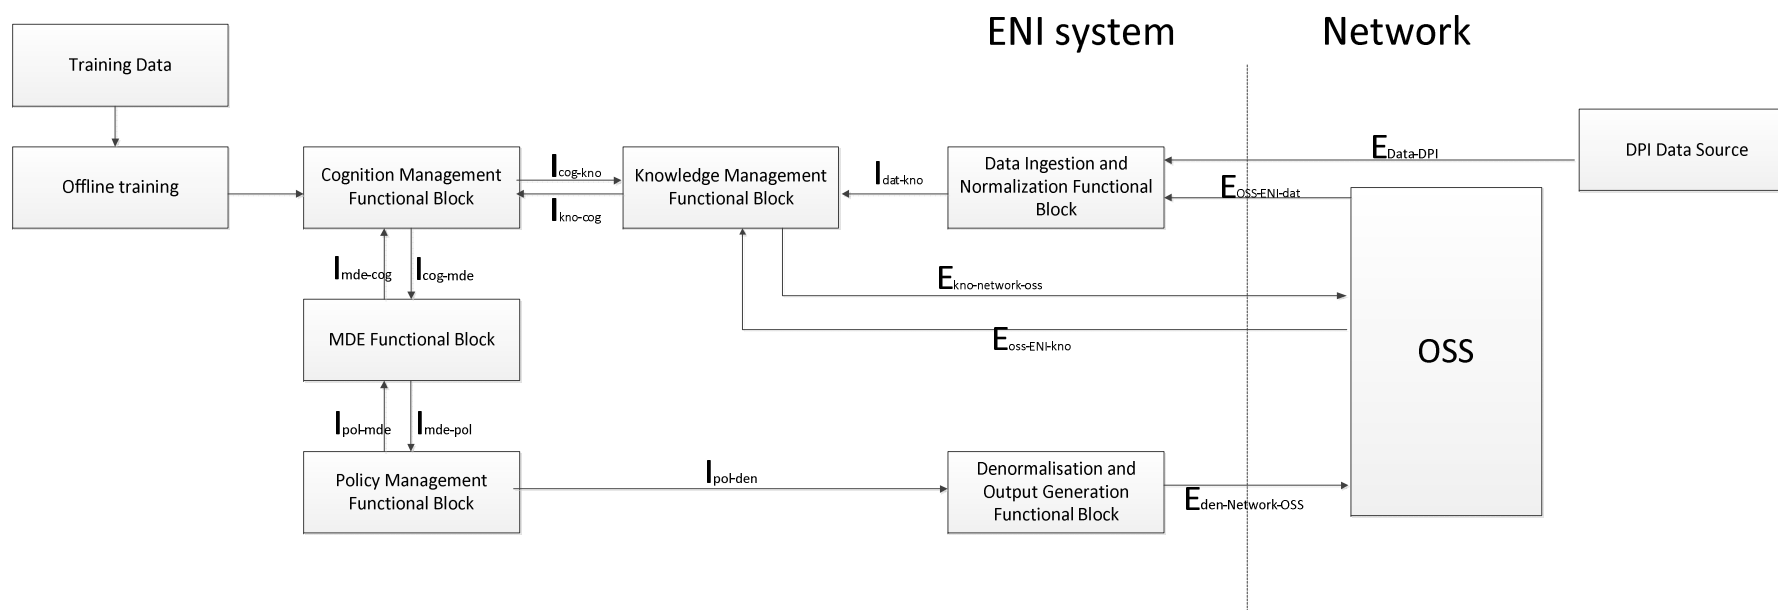 ENI system
Network
Training Data
Offline training
Cognition Management
Functional Block
Icog-kno
Ikno-cog
Knowledge Management
Functional Block
Idat-kno
Data Ingestion and
Normalization Functional
Block
EData-DPI
EOSS-ENI-dat
DPI Data Source
Imde-cog
Icog-mde
Ekno-network-oss
Eoss-ENI-kno
MDE Functional Block
OSS
Ipol-mde
Imde-pol
Policy Management
Functional Block
Ipol-den
Denormalisation and
Output Generation
Functional Block
Eden-Network-OSS